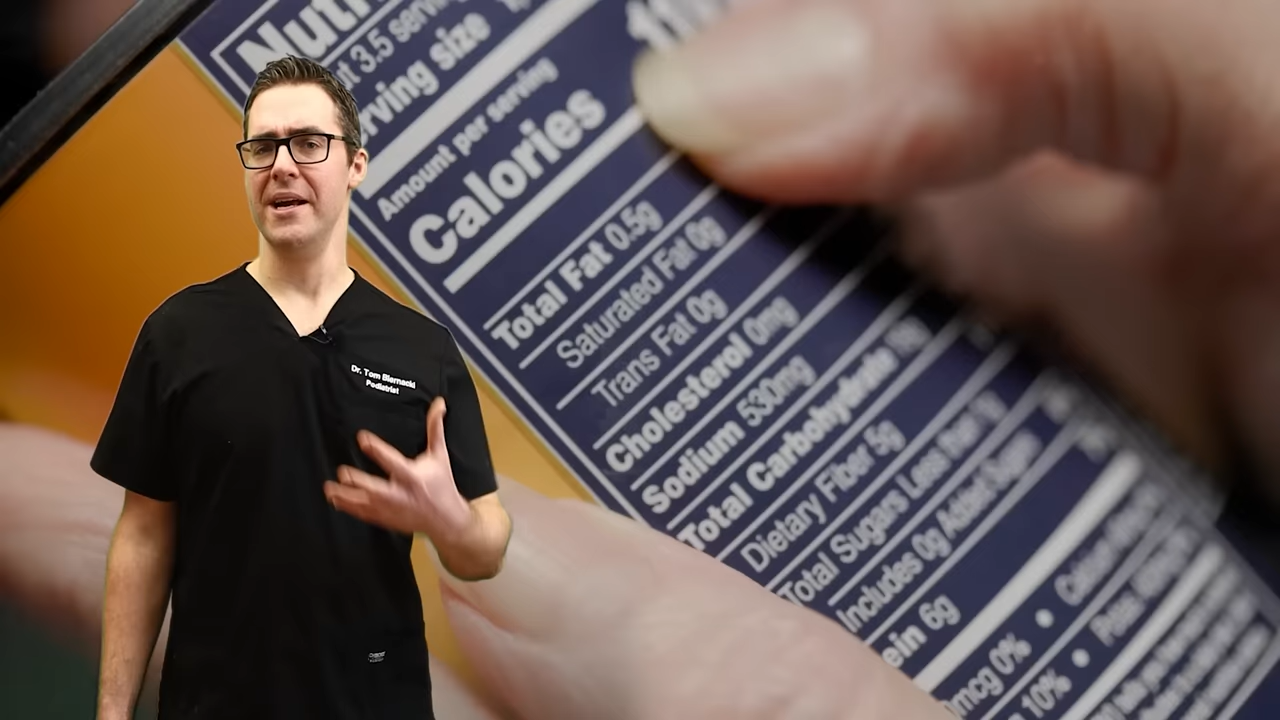 Nutri
t 3.5 serving
rving size
Amount per serving
Calories
Total Fat 0.5g
Saturated Fat 0g
Trans Fat 0g
Cholesterol 0mg
Sodium 530mg
Total Carbohydrate
Dietary Fiber 5g
Total Sugars Less than 1g
Includes 0g Added Sugars
ein 6g
mcg 0% •
10% •
Dr. Tom Biernacki
Podiatrist